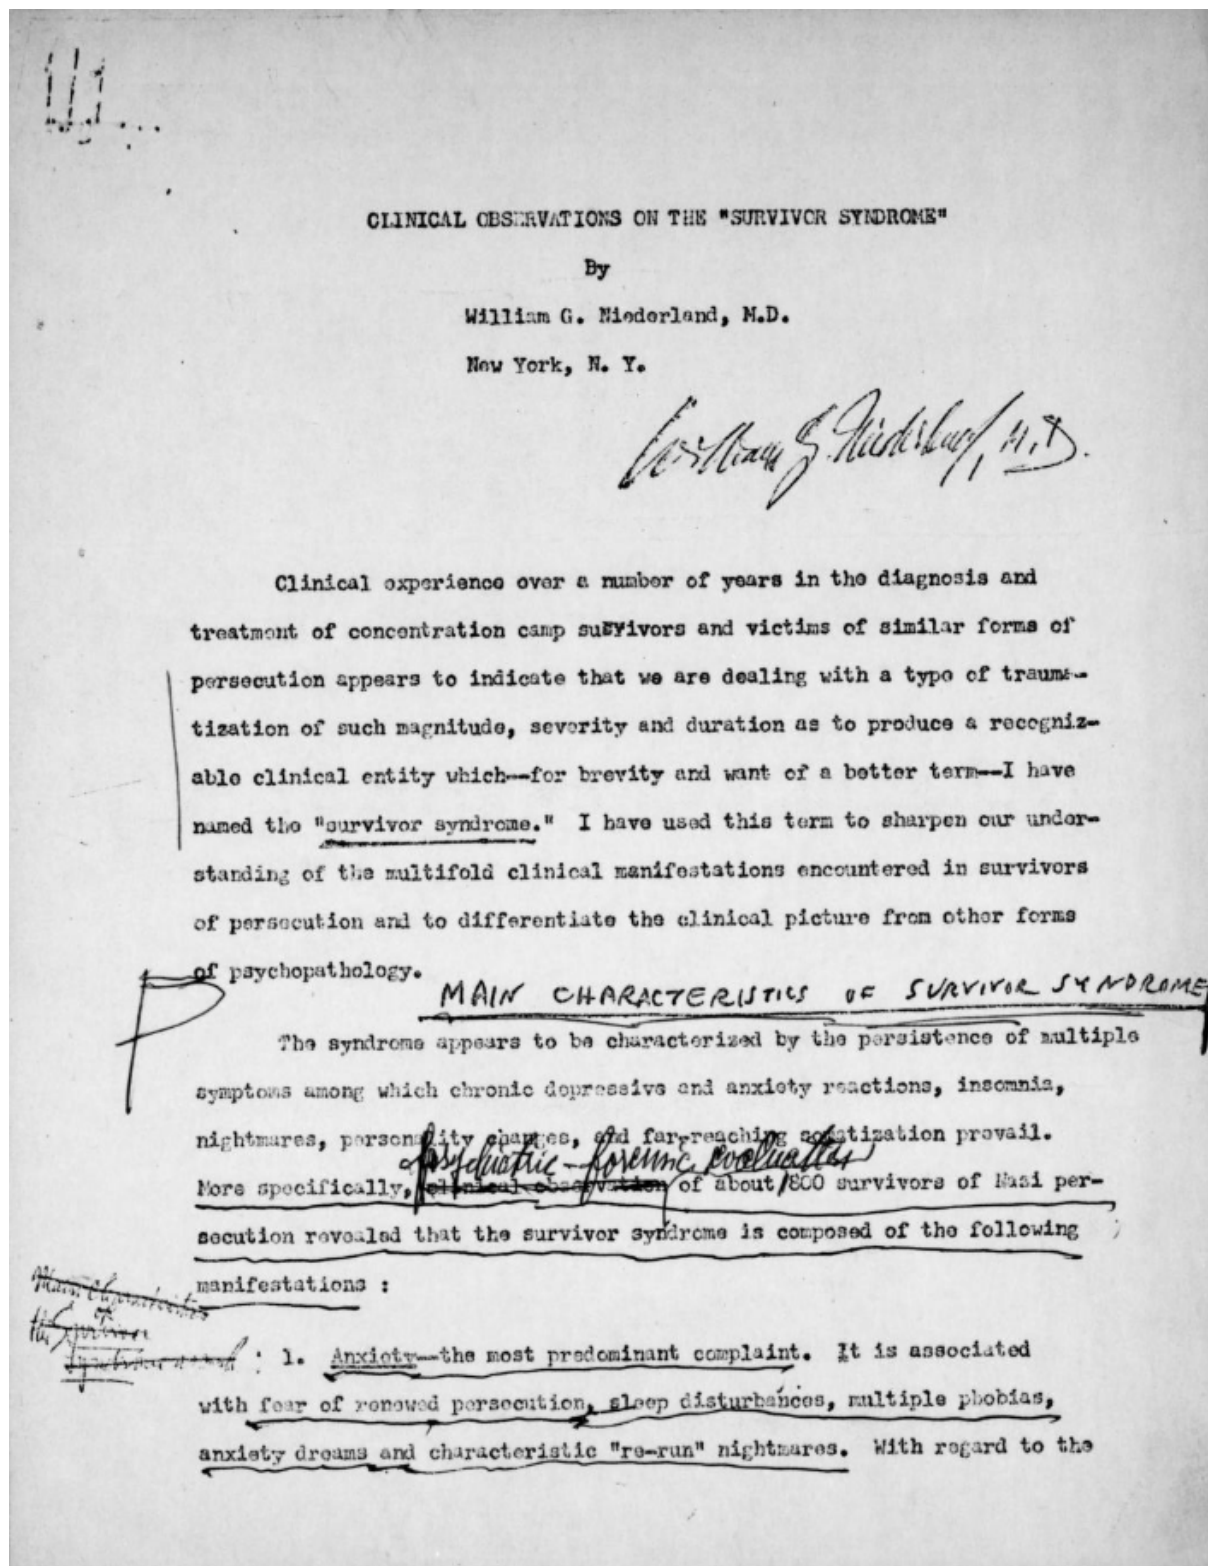 CLINICAL OBSERVATIONS ON THE "SURVIVOR SYNDROME"
By
William G. Niederland, M.D.
New York, N. Y.
William G. Niederland, M.D.
Clinical experience over a number of years in the diagnosis and
treatment of concentration camp survivors and victims of similar forms of
persecution appears to indicate that we are dealing with a type of trauma-
tization of such magnitude, severity and duration as to produce a recogniz-
able clinical entity which--for brevity and want of a better term--I have
named the "survivor syndrome." I have used this term to sharpen our under-
standing of the multifold clinical manifestations encountered in survivors
of persecution and to differentiate the clinical picture from other forms
of psychopathology.
MAIN CHARACTERISTICS OF SURVIVOR SYNDROME
The syndrome appears to be characterized by the persistence of multiple
symptoms among which chronic depressive and anxiety reactions, insomnia,
nightmares, personality changes, and far-reaching somatization prevail.
psychiatric-forensic evaluation
More specifically, clinical observation of about 800 survivors of Nazi per-
secution revealed that the survivor syndrome is composed of the following
manifestations :
Main Characteristics
of
the Survivor
Syndrome
: 1. Anxiety--the most predominant complaint. It is associated
with fear of renewed persecution, sleep disturbances, multiple phobias,
anxiety dreams and characteristic "re-run" nightmares. With regard to the